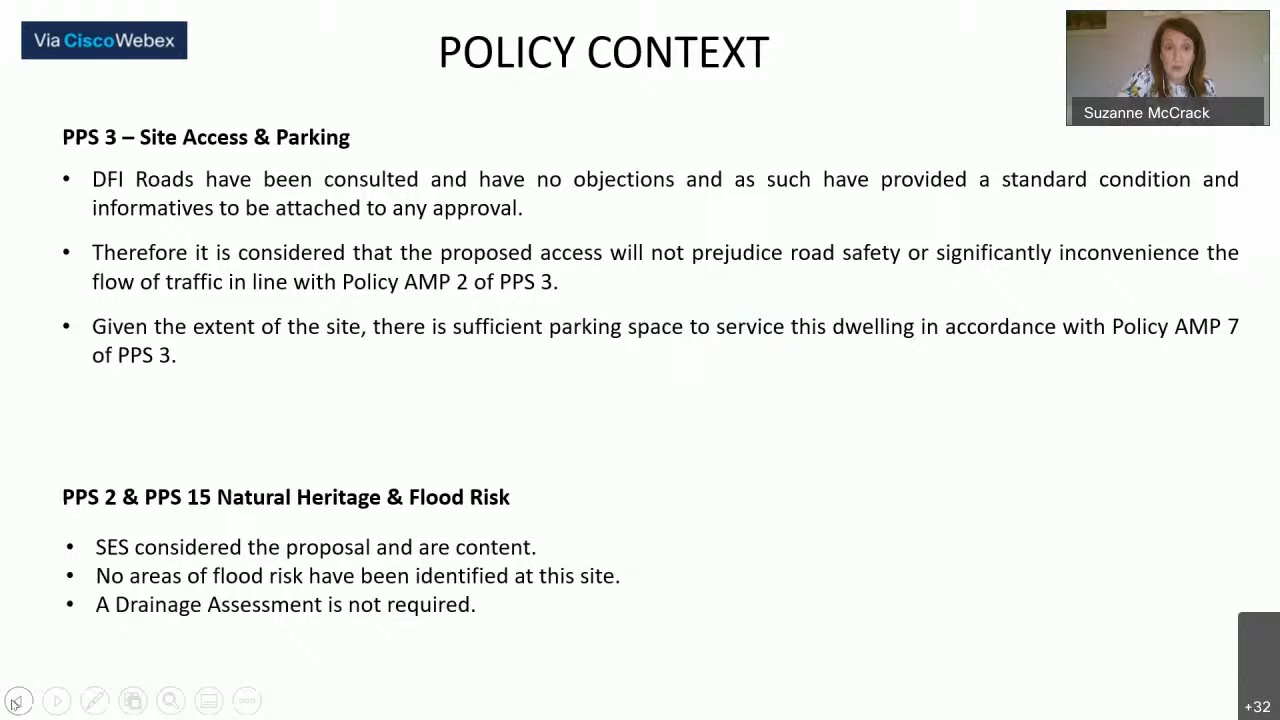 Via CiscoWebex
POLICY CONTEXT
Suzanne McCrack
PPS 3 – Site Access & Parking
• DFI Roads have been consulted and have no objections and as such have provided a standard condition and
informatives to be attached to any approval.
• Therefore it is considered that the proposed access will not prejudice road safety or significantly inconvenience the
flow of traffic in line with Policy AMP 2 of PPS 3.
• Given the extent of the site, there is sufficient parking space to service this dwelling in accordance with Policy AMP 7
of PPS 3.
PPS 2 & PPS 15 Natural Heritage & Flood Risk
• SES considered the proposal and are content.
• No areas of flood risk have been identified at this site.
• A Drainage Assessment is not required.
+32